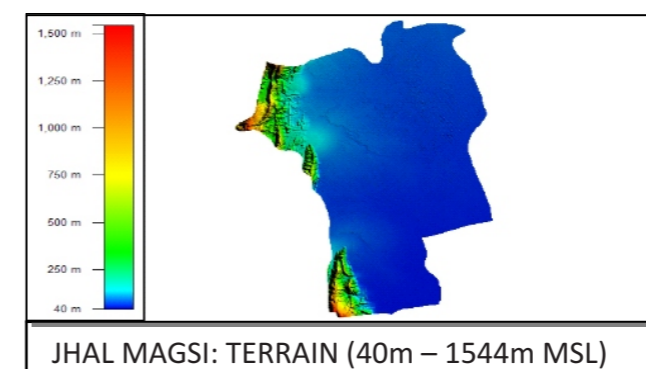 1,500 m
1,250 m
1,000 m
750 m
500 m
250 m
40 m
JHAL MAGSI: TERRAIN (40m – 1544m MSL)